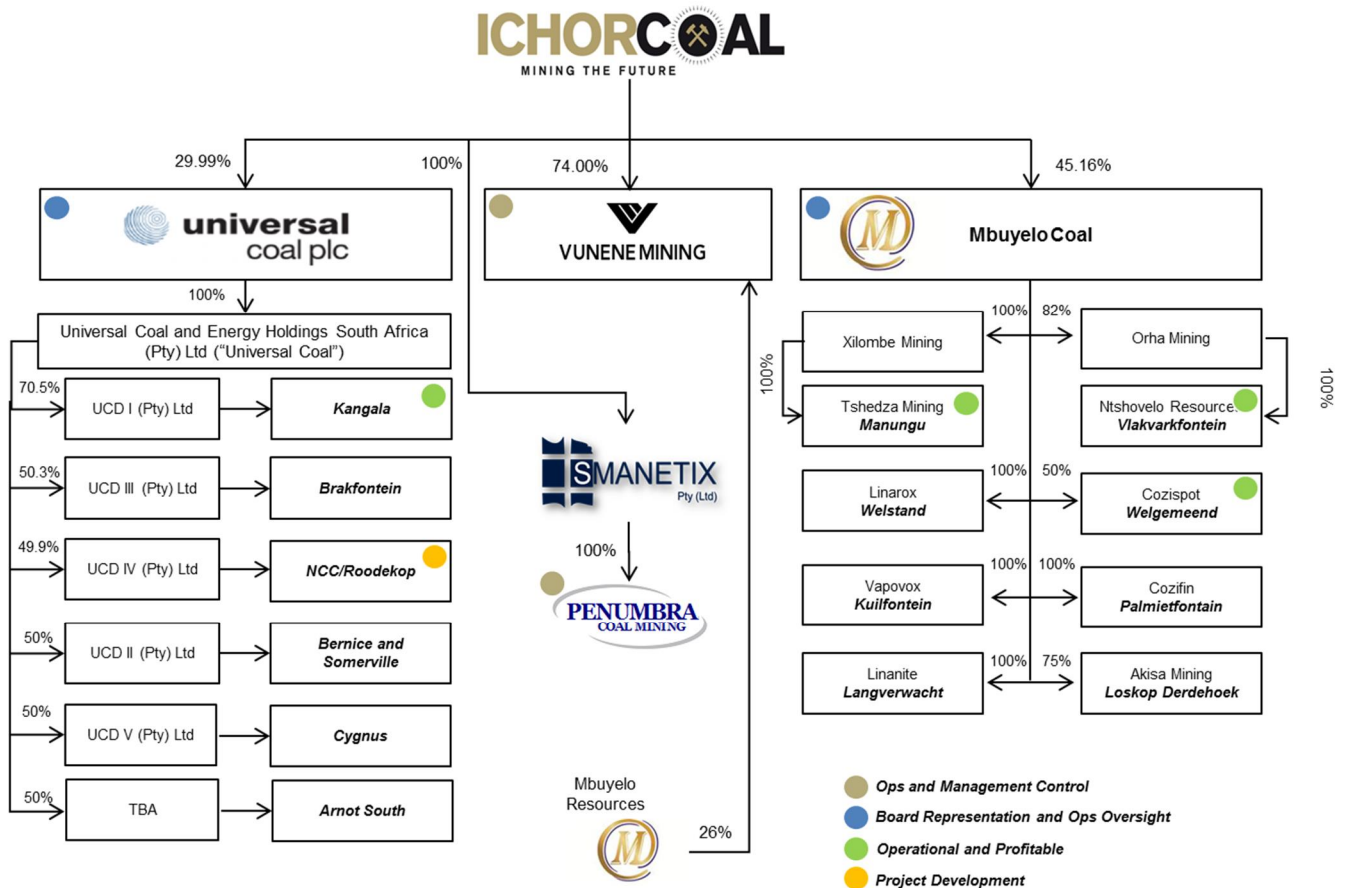 ICHORCOAL
MINING THE FUTURE
29.99%
100%
74.00%
45.16%
universal
coal plc
VUNENE MINING
Mbuyelo Coal
100%
Universal Coal and Energy Holdings South Africa
(Pty) Ltd (“Universal Coal”)
70.5%
UCD I (Pty) Ltd
Kangala
50.3%
UCD III (Pty) Ltd
Brakfontein
49.9%
UCD IV (Pty) Ltd
NCC/Roodekop
50%
UCD II (Pty) Ltd
Bernice and
Somerville
50%
UCD V (Pty) Ltd
Cygnus
50%
TBA
Arnot South
SMANETIX
Pty (Ltd)
100%
PENUMBRA
COAL MINING
Mbuyelo
Resources
26%
Xilombe Mining
100% 82%
Orha Mining
100%
100%
Tshedza Mining
Manungu
Ntshovelo Resource
Vlakvarkfontein
Linarox
Welstand
100% 50%
Cozispot
Welgemeend
Vapovox
Kuilfontein
100% 100%
Cozifin
Palmietfontain
Linanite
Langverwacht
100% 75%
Akisa Mining
Loskop Derdehoek
Ops and Management Control
Board Representation and Ops Oversight
Operational and Profitable
Project Development